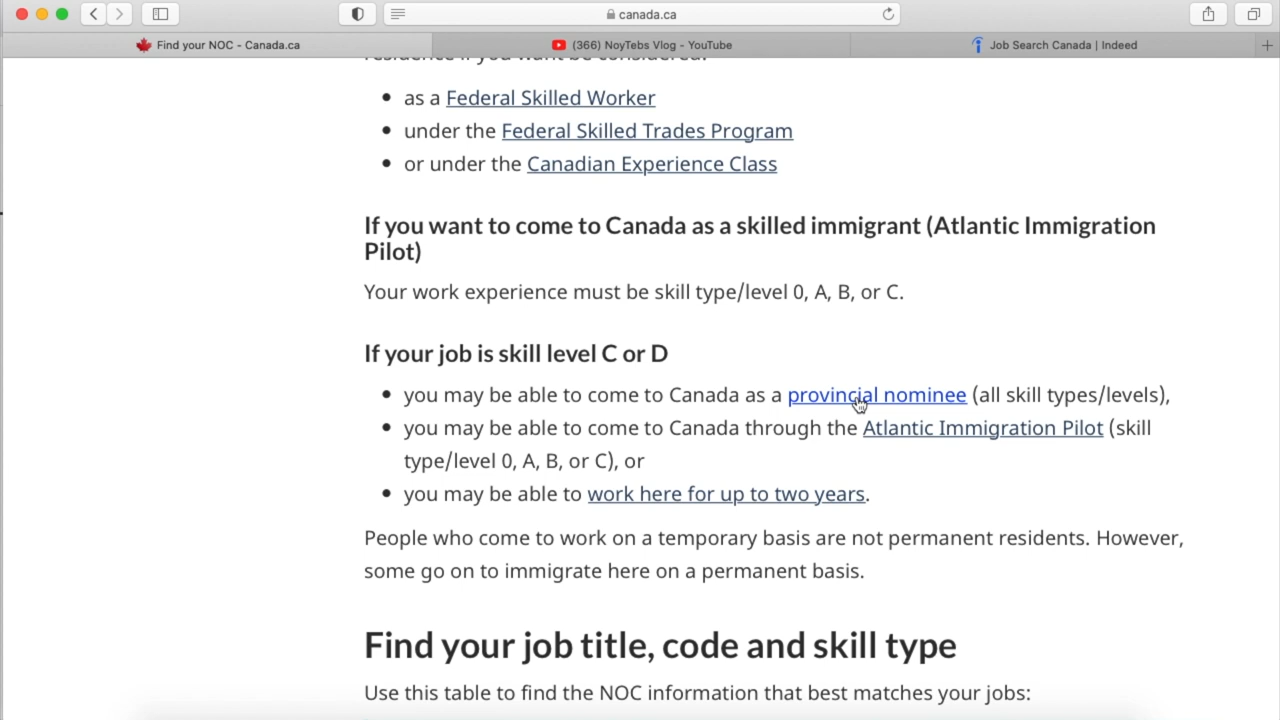 canada.ca
Find your NOC - Canada.ca
(366) NoyTebs Vlog - YouTube
Job Search Canada | Indeed
residence if you want be considered:
as a Federal Skilled Worker
under the Federal Skilled Trades Program
or under the Canadian Experience Class
If you want to come to Canada as a skilled immigrant (Atlantic Immigration
Pilot)
Your work experience must be skill type/level 0, A, B, or C.
If your job is skill level C or D
you may be able to come to Canada as a provincial nominee (all skill types/levels),
you may be able to come to Canada through the Atlantic Immigration Pilot (skill
type/level 0, A, B, or C), or
you may be able to work here for up to two years.
People who come to work on a temporary basis are not permanent residents. However,
some go on to immigrate here on a permanent basis.
Find your job title, code and skill type
Use this table to find the NOC information that best matches your jobs: